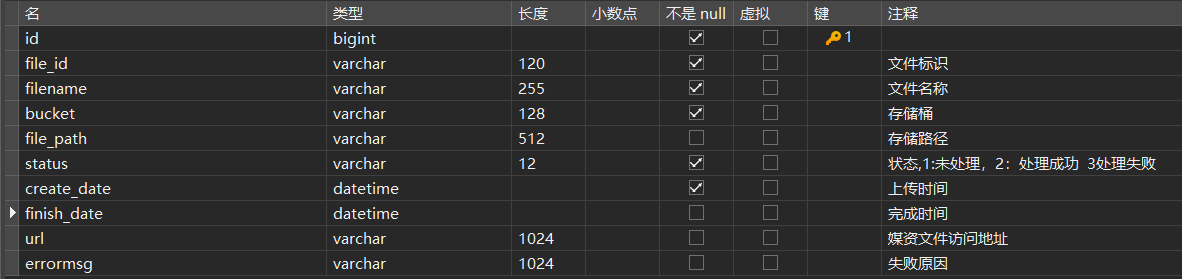 名 类型 长度 小数点 不是 null 虚拟 键 注释
id bigint 1
file_id varchar 120 文件标识
filename varchar 255 文件名称
bucket varchar 128 存储桶
file_path varchar 512 存储路径
status varchar 12 状态,1:未处理，2：处理成功 3处理失败
create_date datetime 上传时间
finish_date datetime 完成时间
url varchar 1024 媒资文件访问地址
errormsg varchar 1024 失败原因